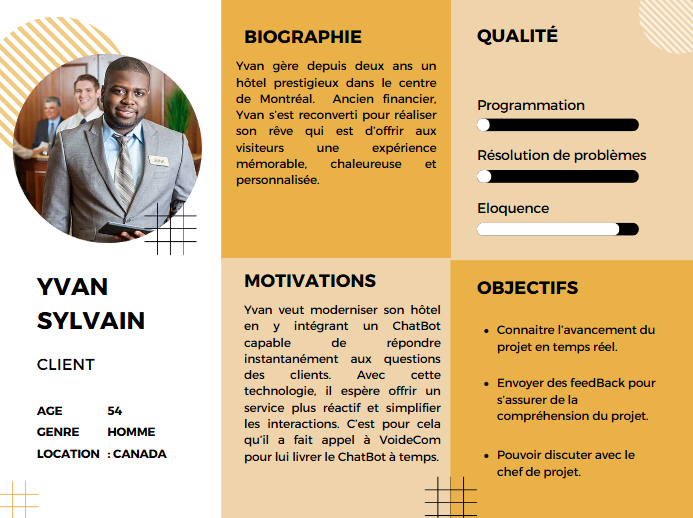 BIOGRAPHIE
Yvan gère depuis deux ans un
hôtel prestigieux dans le centre
de Montréal. Ancien financier,
Yvan s’est reconverti pour réaliser
son rêve qui est d’offrir aux
visiteurs une expérience
mémorable, chaleureuse et
personnalisée.
QUALITÉ
Programmation
Résolution de problèmes
Eloquence
YVAN
SYLVAIN
CLIENT
AGE 54
GENRE HOMME
LOCATION : CANADA
MOTIVATIONS
Yvan veut moderniser son hôtel
en y intégrant un ChatBot
capable de répondre
instantanément aux questions
des clients. Avec cette
technologie, il espère offrir un
service plus réactif et simplifier
les interactions. C’est pour cela
qu’il a fait appel à VoideCom
pour lui livrer le ChatBot à temps.
OBJECTIFS
• Connaitre l’avancement du
projet en temps réel.
• Envoyer des feedBack pour
s’assurer de la
compréhension du projet.
• Pouvoir discuter avec le
chef de projet.